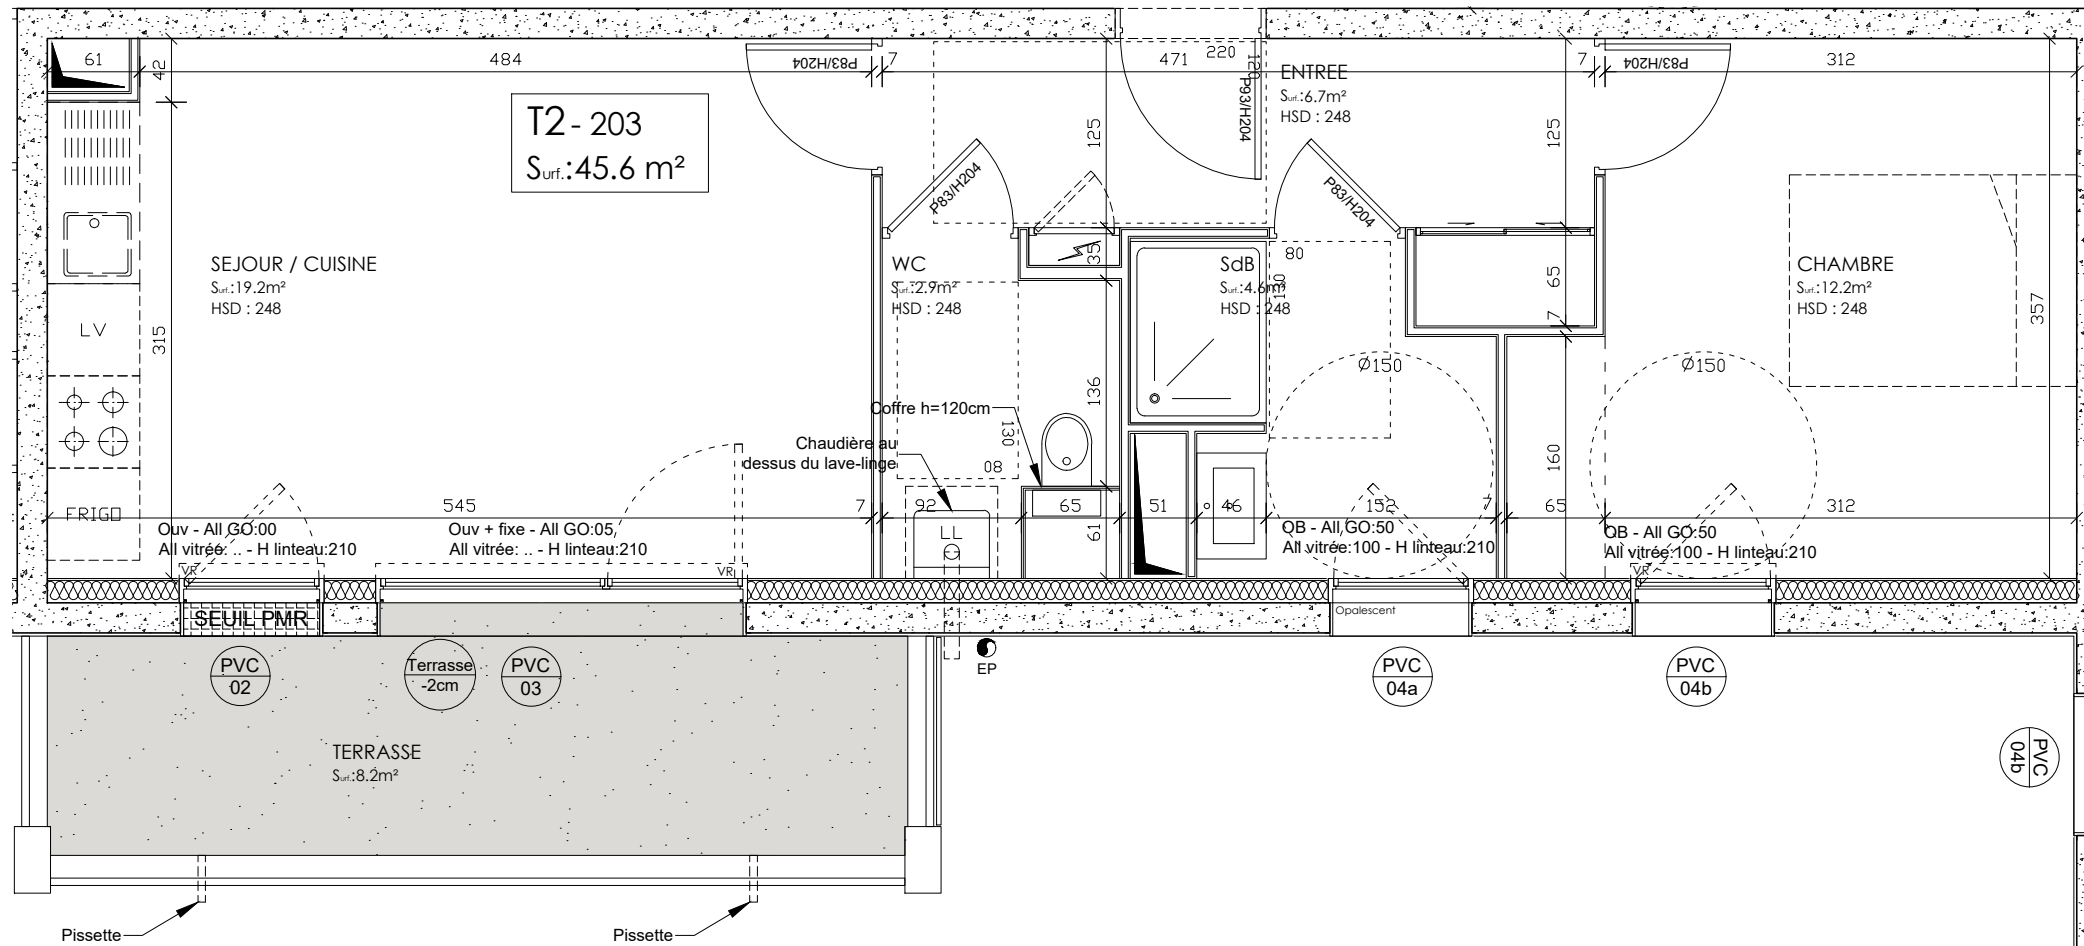 61
42
484
P83/H204
7
471
220
120
P93/H204
ENTREE
Surf.:6.7m²
HSD : 248
7
P83/H204
312
T2 - 203
Surf.:45.6 m²
125
125
P83/H204
P83/H204
SEJOUR / CUISINE
Surf.:19.2m²
HSD : 248
WC
Surf.:2.9m²
HSD : 248
35
SdB
Surf.:4.6m²
HSD : 248
80
130
65
7
CHAMBRE
Surf.:12.2m²
HSD : 248
357
LV
315
Ø150
Ø150
136
Coffre h=120cm
130
80
Chaudière au
dessus du lave-linge
160
FRIGO
545
7
92
65
51
46
152
7
65
312
61
LL
Ouv - All GO:00
All vitrée: .. - H linteau:210
Ouv + fixe - All GO:05
All vitrée: .. - H linteau:210
OB - All GO:50
All vitrée:100 - H linteau:210
OB - All GO:50
All vitrée:100 - H linteau:210
VR
VR
VR
SEUIL PMR
Opalescent
EP
PVC
02
Terrasse
-2cm
PVC
03
PVC
04a
PVC
04b
PVC
04b
TERRASSE
Surf.:8.2m²
Pissette
Pissette